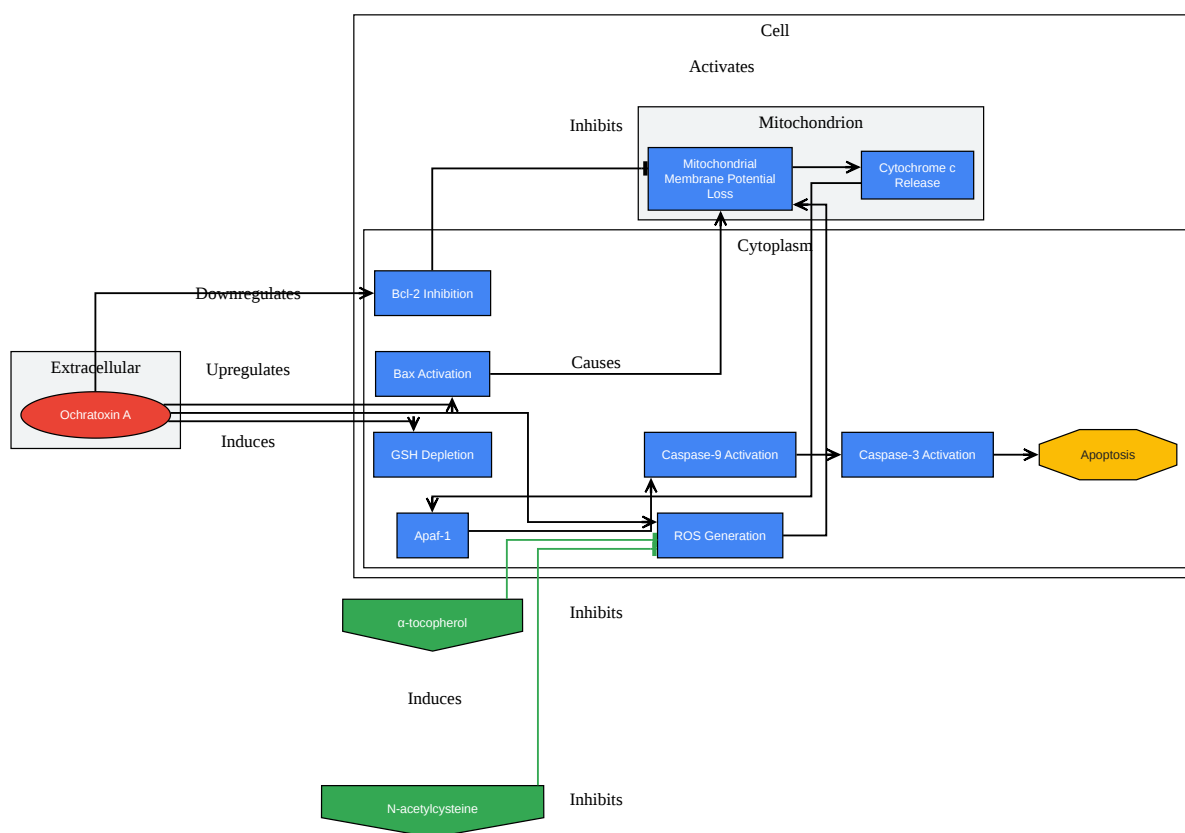 Cell
Activates
Inhibits
Mitochondrion
Mitochondrial
Membrane Potential
Loss
Cytochrome c
Release
Cytoplasm
Downregulates
Bcl-2 Inhibition
Extracellular
Upregulates
Bax Activation
Causes
Ochratoxin A
Induces
GSH Depletion
Caspase-9 Activation
Caspase-3 Activation
Apoptosis
Apaf-1
ROS Generation
α-tocopherol
Inhibits
Induces
N-acetylcysteine
Inhibits